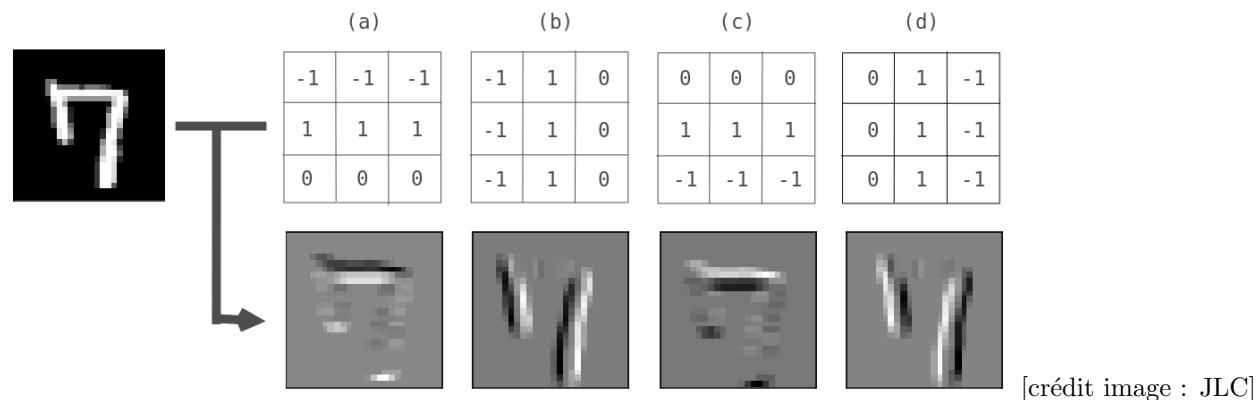 (a) (b) (c) (d)
-1 -1 -1 -1 1 0 0 0 0 0 1 -1
1 1 1 -1 1 0 1 1 1 0 1 -1
0 0 0 -1 1 0 -1 -1 -1 0 1 -1
[crédit image : JLC]